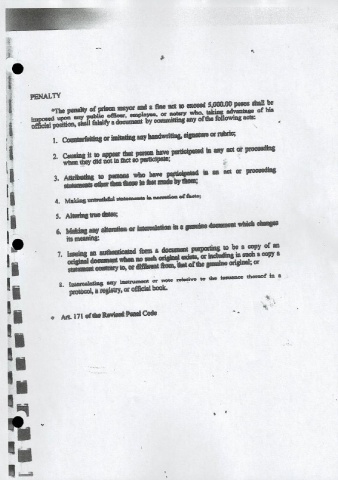 PENALTY
"The penalty of prison mayor and a fine not to exceed 5,000.00 pesos shall be
imposed upon any public officer, employee, or notary who, taking advantage of his
official position, shall falsify a document by committing any of the following acts:
1. Counterfeiting or imitating any handwriting, signature or rubric;
2. Causing it to appear that person have participated in any act or proceeding
when they did not in fact so participate;
3. Attributing to persons who have participated in an act or proceeding
statements other than those in fact made by them;
4. Making untruthful statements in narration of facts;
5. Altering true dates;
6. Making any alteration or intercalation in a genuine document which changes
its meaning;
7. Issuing an authenticated form a document purporting to be a copy of an
original document when no such original exists, or including in such a copy a
statement contrary to, or different from, that of the genuine original; or
8. Intercalating any instrument or note relative to the issuance thereof in a
protocol, a registry, or official book.
* Art. 171 of the Revised Penal Code